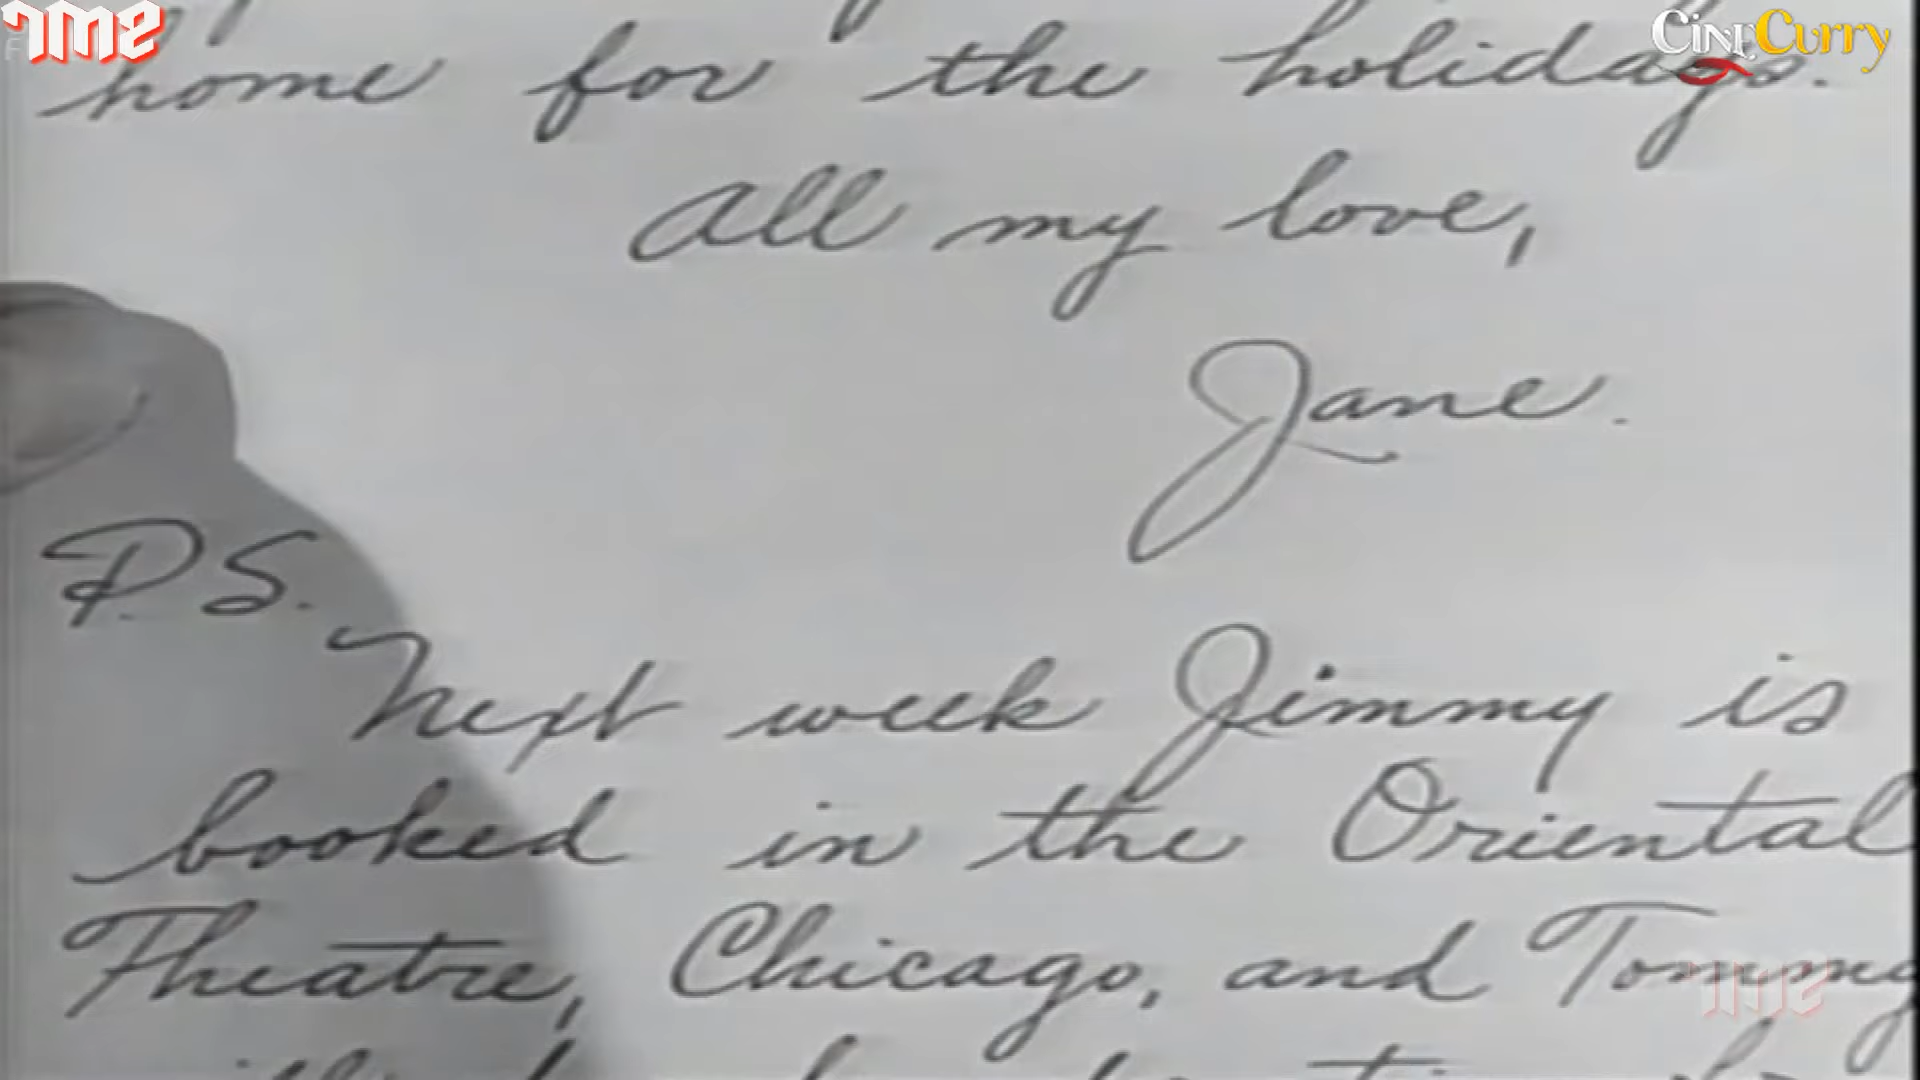 home for the holidays.
All my love,
Jane.
P.S.
Next week Jimmy is
booked in the Oriental
Theatre, Chicago, and Tommy
CineCurry